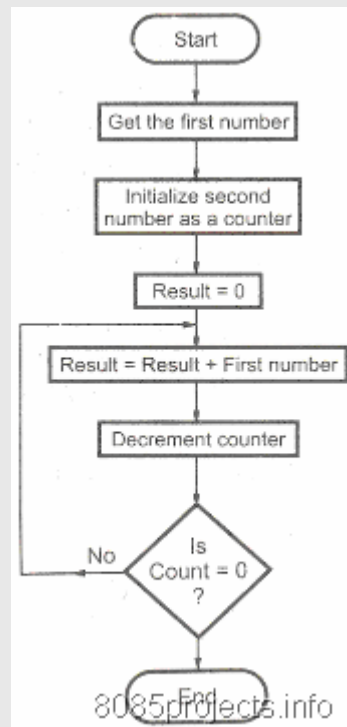 Start
Get the first number
Initialize second
number as a counter
Result = 0
Result = Result + First number
Decrement counter
Is
Count = 0
?
No
End
8085projects.info